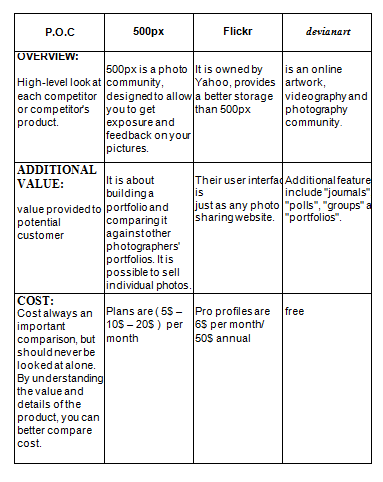 P.O.C
500px
Flickr
devianart
OVERVIEW:
High-level look at
each competitor
or competitor's
product.
500px is a photo
community,
designed to allow
you to get
exposure and
feedback on your
pictures.
It is owned by
Yahoo, provides
a better storage
than 500px
is an online
artwork,
videography and
photography
community.
ADDITIONAL
VALUE:
value provided to
potential
customer
It is about
building a
portfolio and
comparing it
against other
photographers'
portfolios. It is
possible to sell
individual photos.
Their user interfac
is
just as any photo
sharing website.
Additional feature
include "journals"
"polls", "groups" a
"portfolios".
COST:
Cost always an
important
comparison, but
should never be
looked at alone.
By understanding
the value and
details of the
product, you can
better compare
cost.
Plans are ( 5$ –
10$ – 20$ ) per
month
Pro profiles are
6$ per month/
50$ annual
free